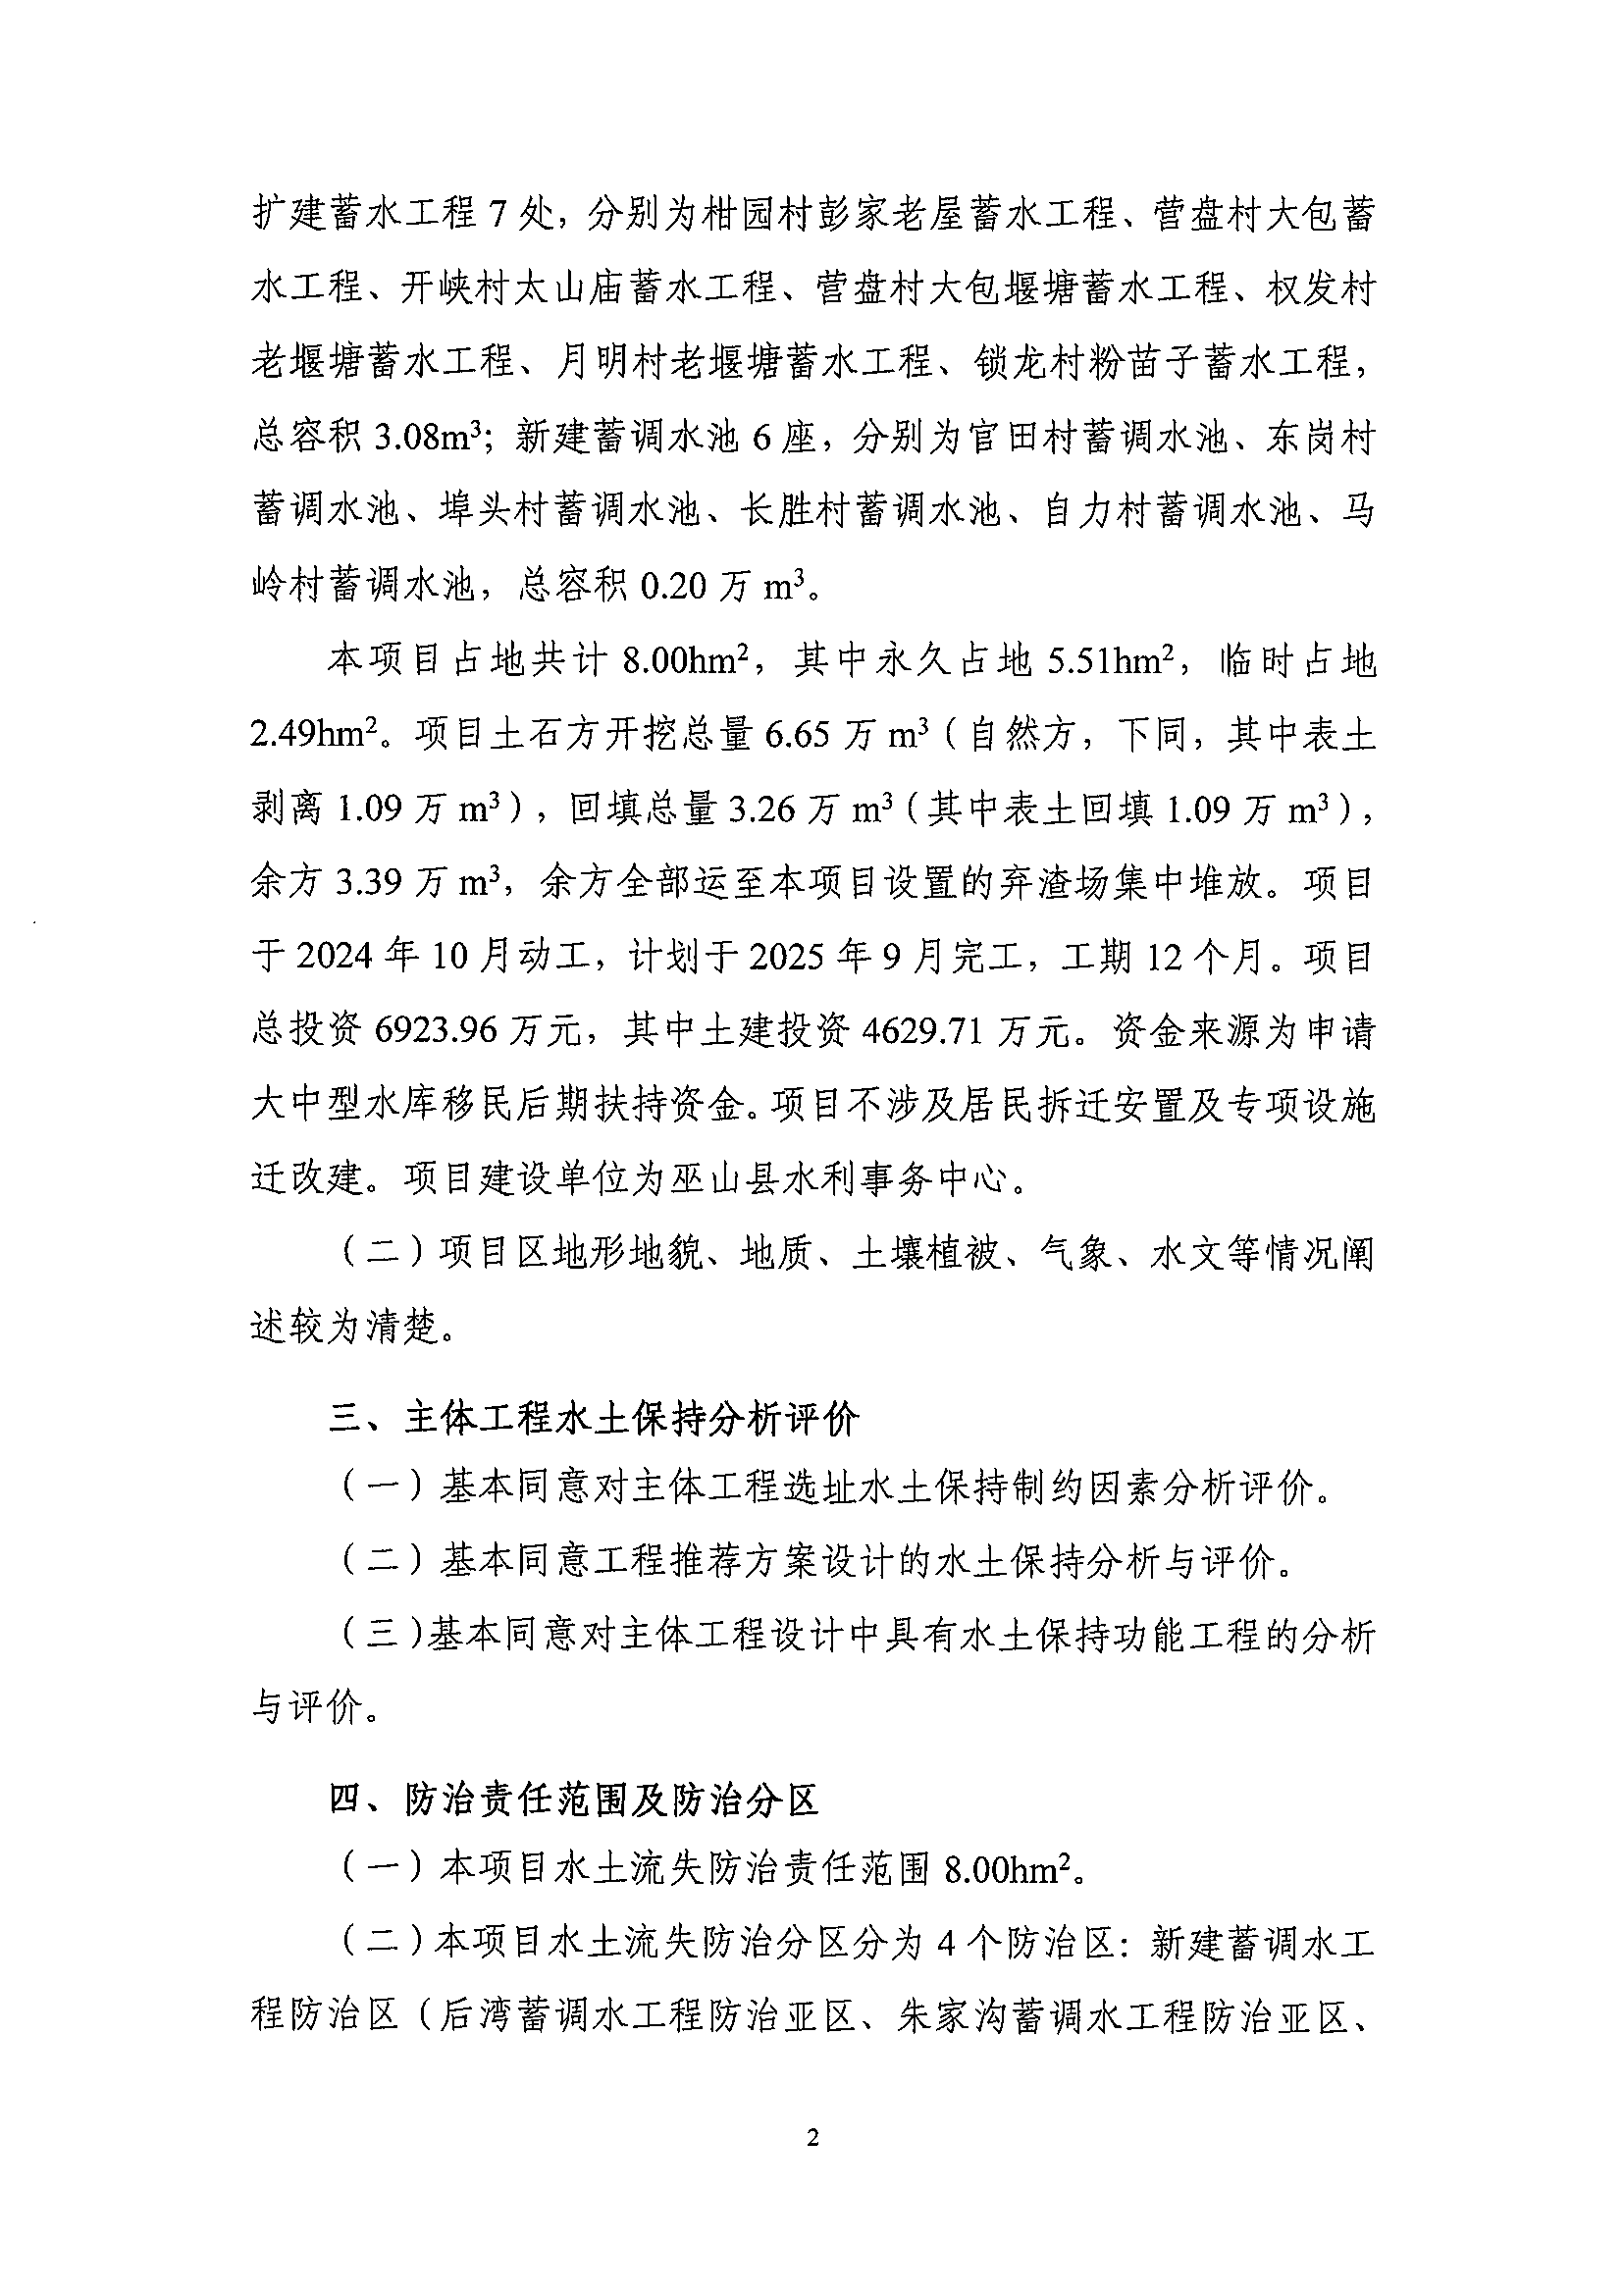 扩建蓄水工程 7 处，分别为柑园村彭家老屋蓄水工程、营盘村大包蓄
水工程、开峡村太山庙蓄水工程、营盘村大包堰塘蓄水工程、权发村
老堰塘蓄水工程、月明村老堰塘蓄水工程、锁龙村粉苗子蓄水工程，
总容积 3.08m³；新建蓄调水池 6 座，分别为官田村蓄调水池、东岗村
蓄调水池、埠头村蓄调水池、长胜村蓄调水池、自力村蓄调水池、马
岭村蓄调水池，总容积 0.20 万 m³。
本项目占地共计 8.00hm²，其中永久占地 5.51hm²，临时占地
2.49hm²。项目土石方开挖总量 6.65 万 m³（自然方，下同，其中表土
剥离 1.09 万 m³），回填总量 3.26 万 m³（其中表土回填 1.09 万 m³），
余方 3.39 万 m³，余方全部运至本项目设置的弃渣场集中堆放。项目
于 2024 年 10 月动工，计划于 2025 年 9 月完工，工期 12 个月。项目
总投资 6923.96 万元，其中土建投资 4629.71 万元。资金来源为申请
大中型水库移民后期扶持资金。项目不涉及居民拆迁安置及专项设施
迁改建。项目建设单位为巫山县水利事务中心。
（二）项目区地形地貌、地质、土壤植被、气象、水文等情况阐
述较为清楚。
三、主体工程水土保持分析评价
（一）基本同意对主体工程选址水土保持制约因素分析评价。
（二）基本同意工程推荐方案设计的水土保持分析与评价。
（三）基本同意对主体工程设计中具有水土保持功能工程的分析
与评价。
四、防治责任范围及防治分区
（一）本项目水土流失防治责任范围 8.00hm²。
（二）本项目水土流失防治分区分为 4 个防治区：新建蓄调水工
程防治区（后湾蓄调水工程防治亚区、朱家沟蓄调水工程防治亚区、
2